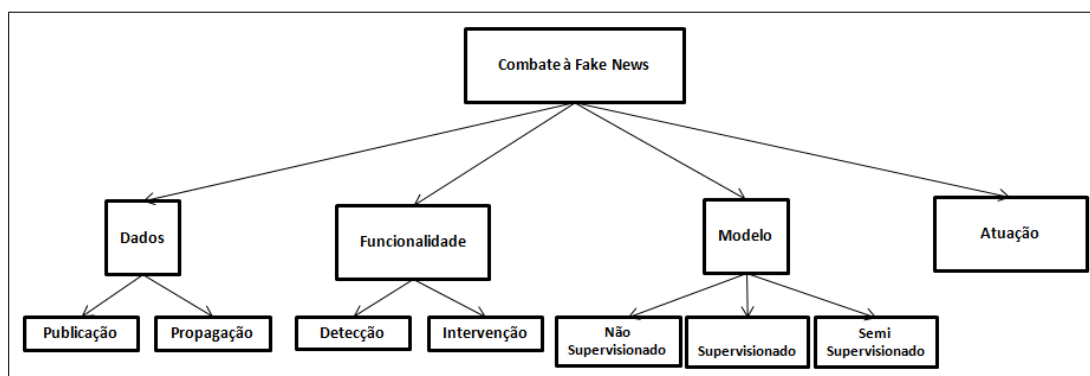 Combate à Fake News
Dados
Funcionalidade
Modelo
Atuação
Publicação
Propagação
Detecção
Intervenção
Não
Supervisionado
Supervisionado
Semi
Supervisionado